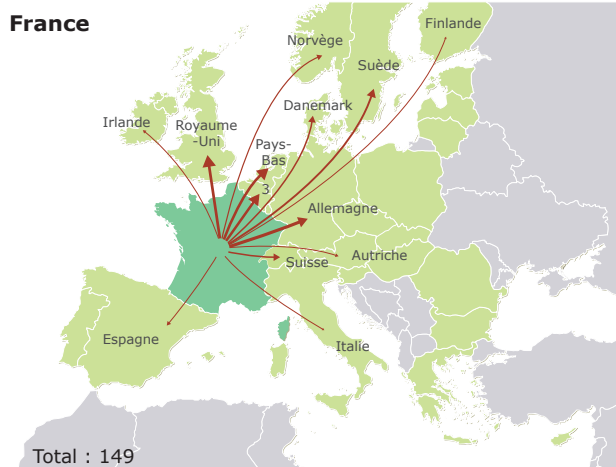 France
Finlande
Norvège
Suède
Danemark
Irlande
Royaume
-Uni
Pays-
Bas
3
Allemagne
Suisse
Autriche
Espagne
Italie
Total : 149